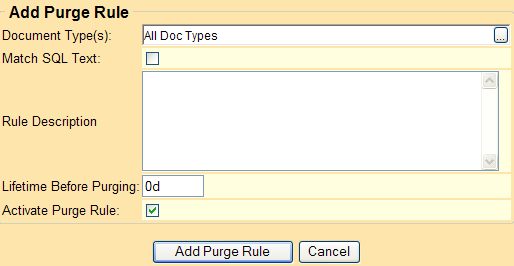 Add Purge Rule
Document Type(s): All Doc Types ...
Match SQL Text:
Rule Description
Lifetime Before Purging: 0d
Activate Purge Rule:
Add Purge Rule Cancel